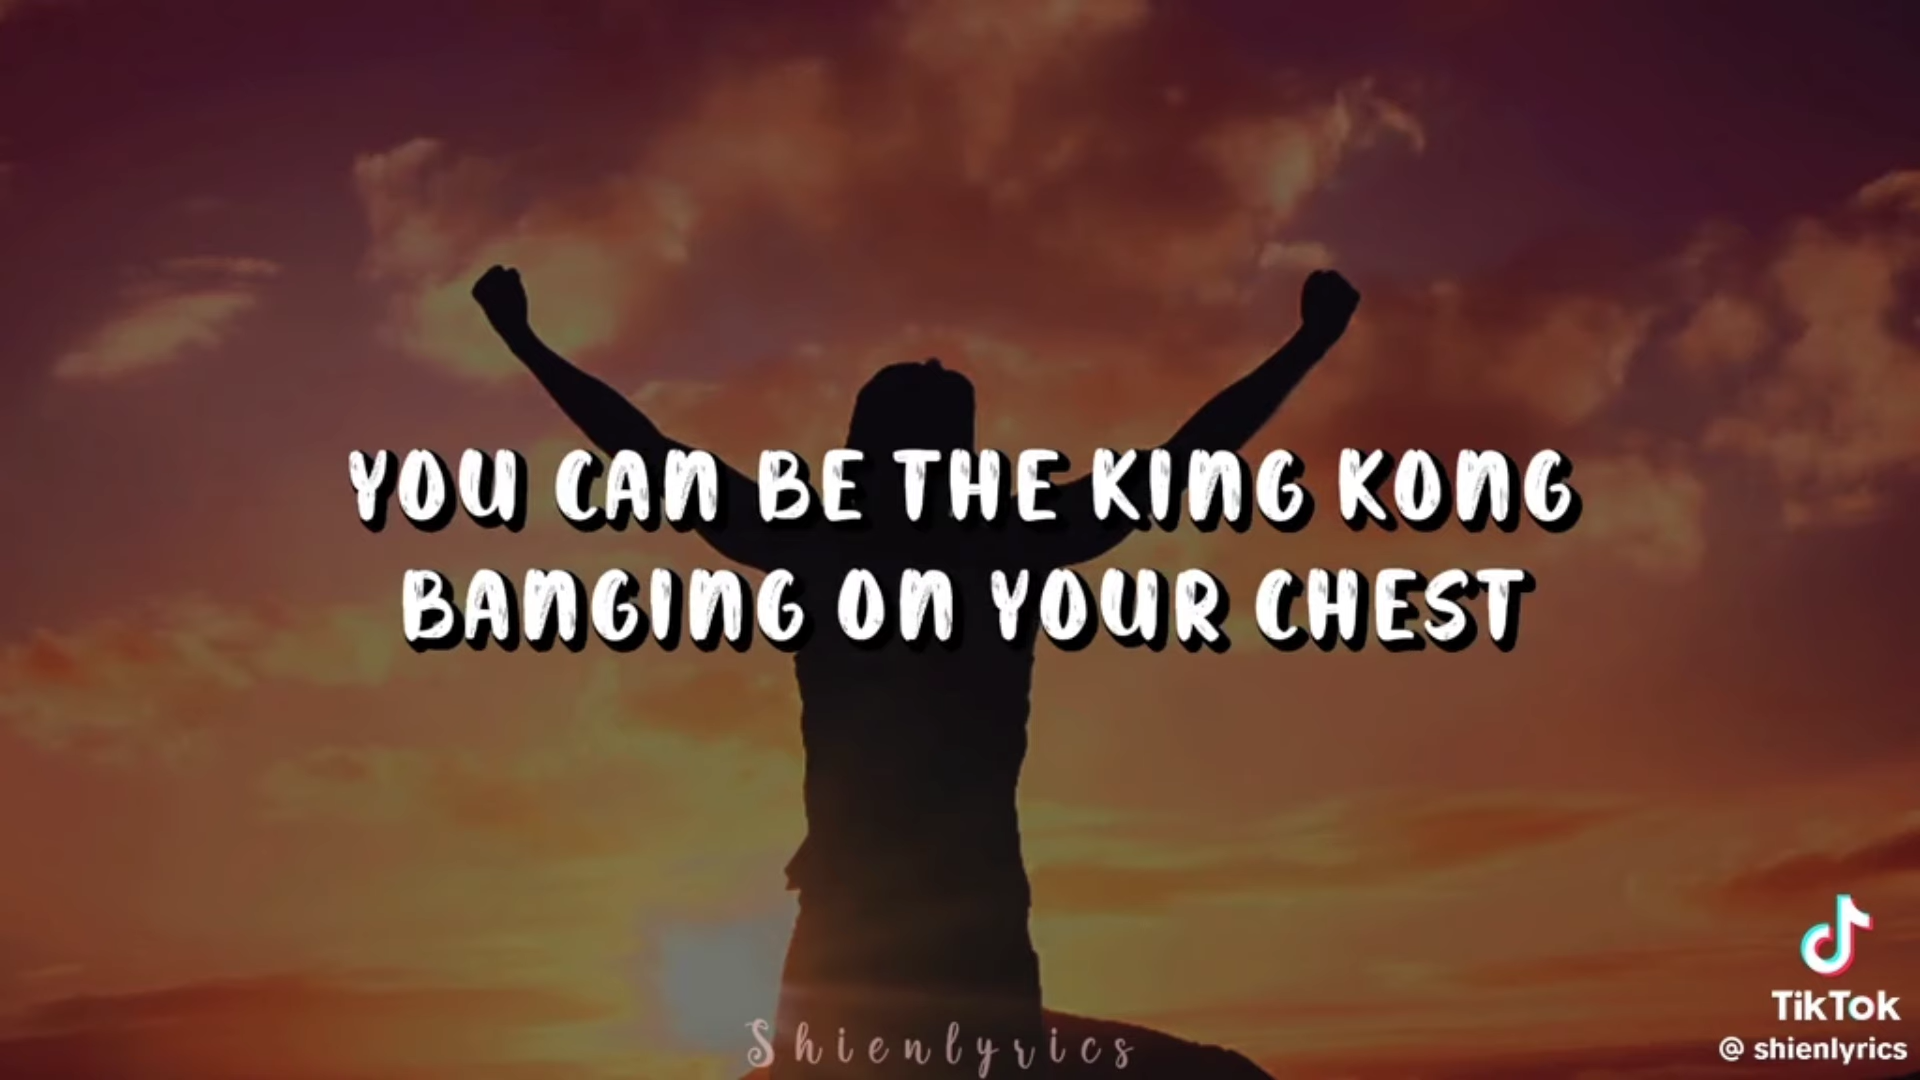 YOU CAN BE THE KING KONG
BANGING ON YOUR CHEST
Shienlyrics
TikTok
@ shienlyrics